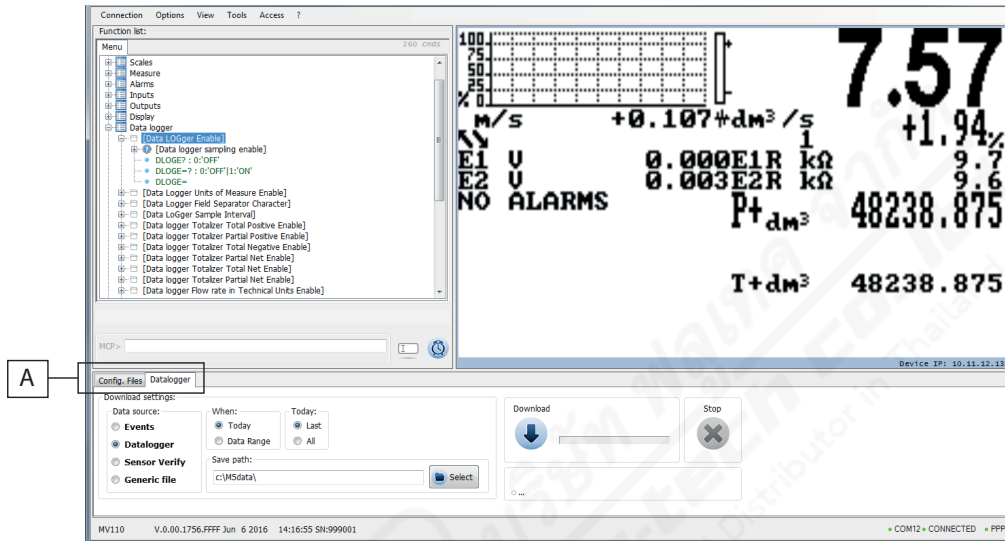 Connection Options View Tools Access ?
Function list:
Menu
260 cmds
Scales
Measure
Alarms
Inputs
Outputs
Display
Data logger
[Data LOGger Enable]
[Data logger sampling enable]
DLOGE? : 0:'OFF'
DLOGE=? : 0:'OFF'|1:'ON'
DLOGE=
[Data Logger Units of Measure Enable]
[Data Logger Field Separator Character]
[Data LoGger Sample Interval]
[Data logger Totalizer Total Positive Enable]
[Data logger Totalizer Partial Positive Enable]
[Data logger Totalizer Total Negative Enable]
[Data logger Totalizer Partial Net Enable]
[Data logger Totalizer Total Net Enable]
[Data logger Totalizer Partial Net Enable]
[Data logger Flow rate in Technical Units Enable]
MCP>
100
75
50
25
% 0
7.57
m/s +0.107 dm³/s +1.94%
1
E1 V 0.000 E1R kΩ 9.7
E2 V 0.003 E2R kΩ 9.6
NO ALARMS P+ dm³ 48238.875
T+dm³ 48238.875
Device IP: 10.11.12.13
A
Config. Files Datalogger
Download settings:
Data source:
Events
Datalogger
Sensor Verify
Generic file
When:
Today
Data Range
Today:
Last
All
Save path:
c:\M5data\
Select
Download
Stop
...
MV110 V.0.00.1756.FFFF Jun 6 2016 14:16:55 SN:999001
COM12 CONNECTED PPP